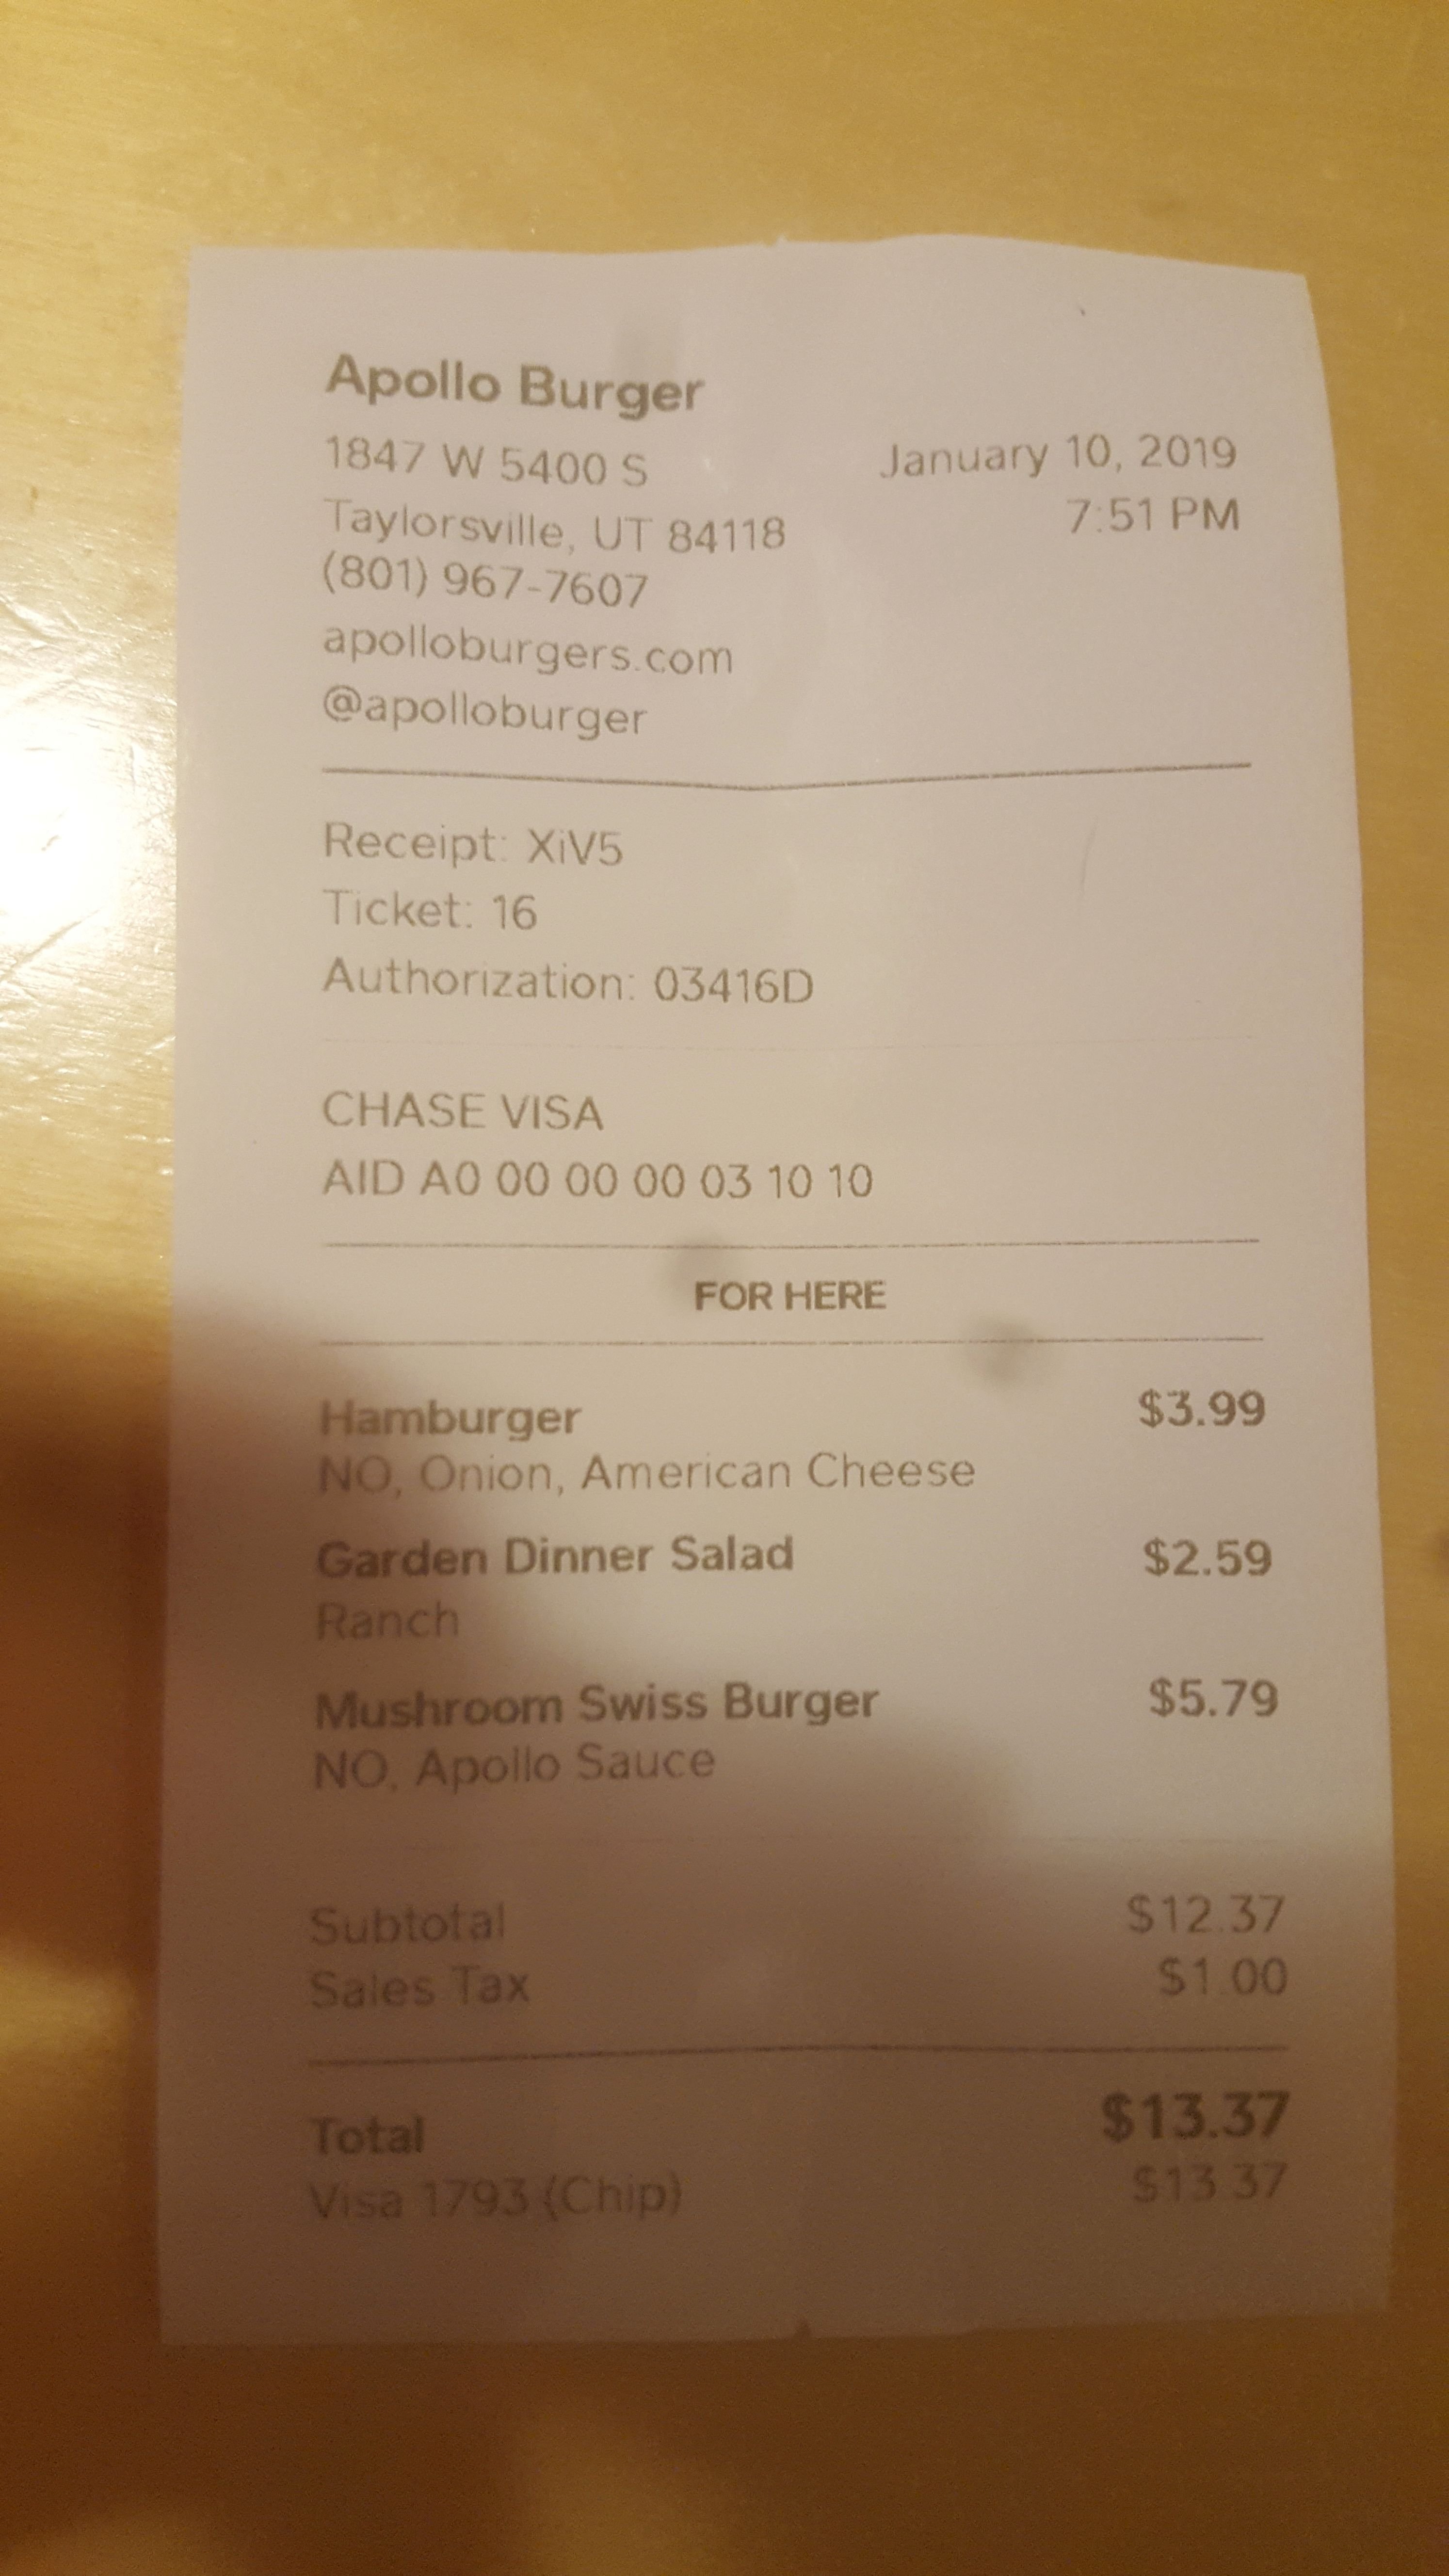 Apollo Burger
1847 W 5400 S
January 10, 2019
Taylorsville, UT 84118
7:51 PM
(801) 967-7607
apolloburgers.com
@apolloburger
Receipt: XiV5
Ticket: 16
Authorization: 03416D
CHASE VISA
AID A0 00 00 00 03 10 10
FOR HERE
Hamburger $3.99
NO, Onion, American Cheese
Garden Dinner Salad $2.59
Ranch
Mushroom Swiss Burger $5.79
NO, Apollo Sauce
Subtotal $12.37
Sales Tax $1.00
Total $13.37
Visa 1793 (Chip) $13.37